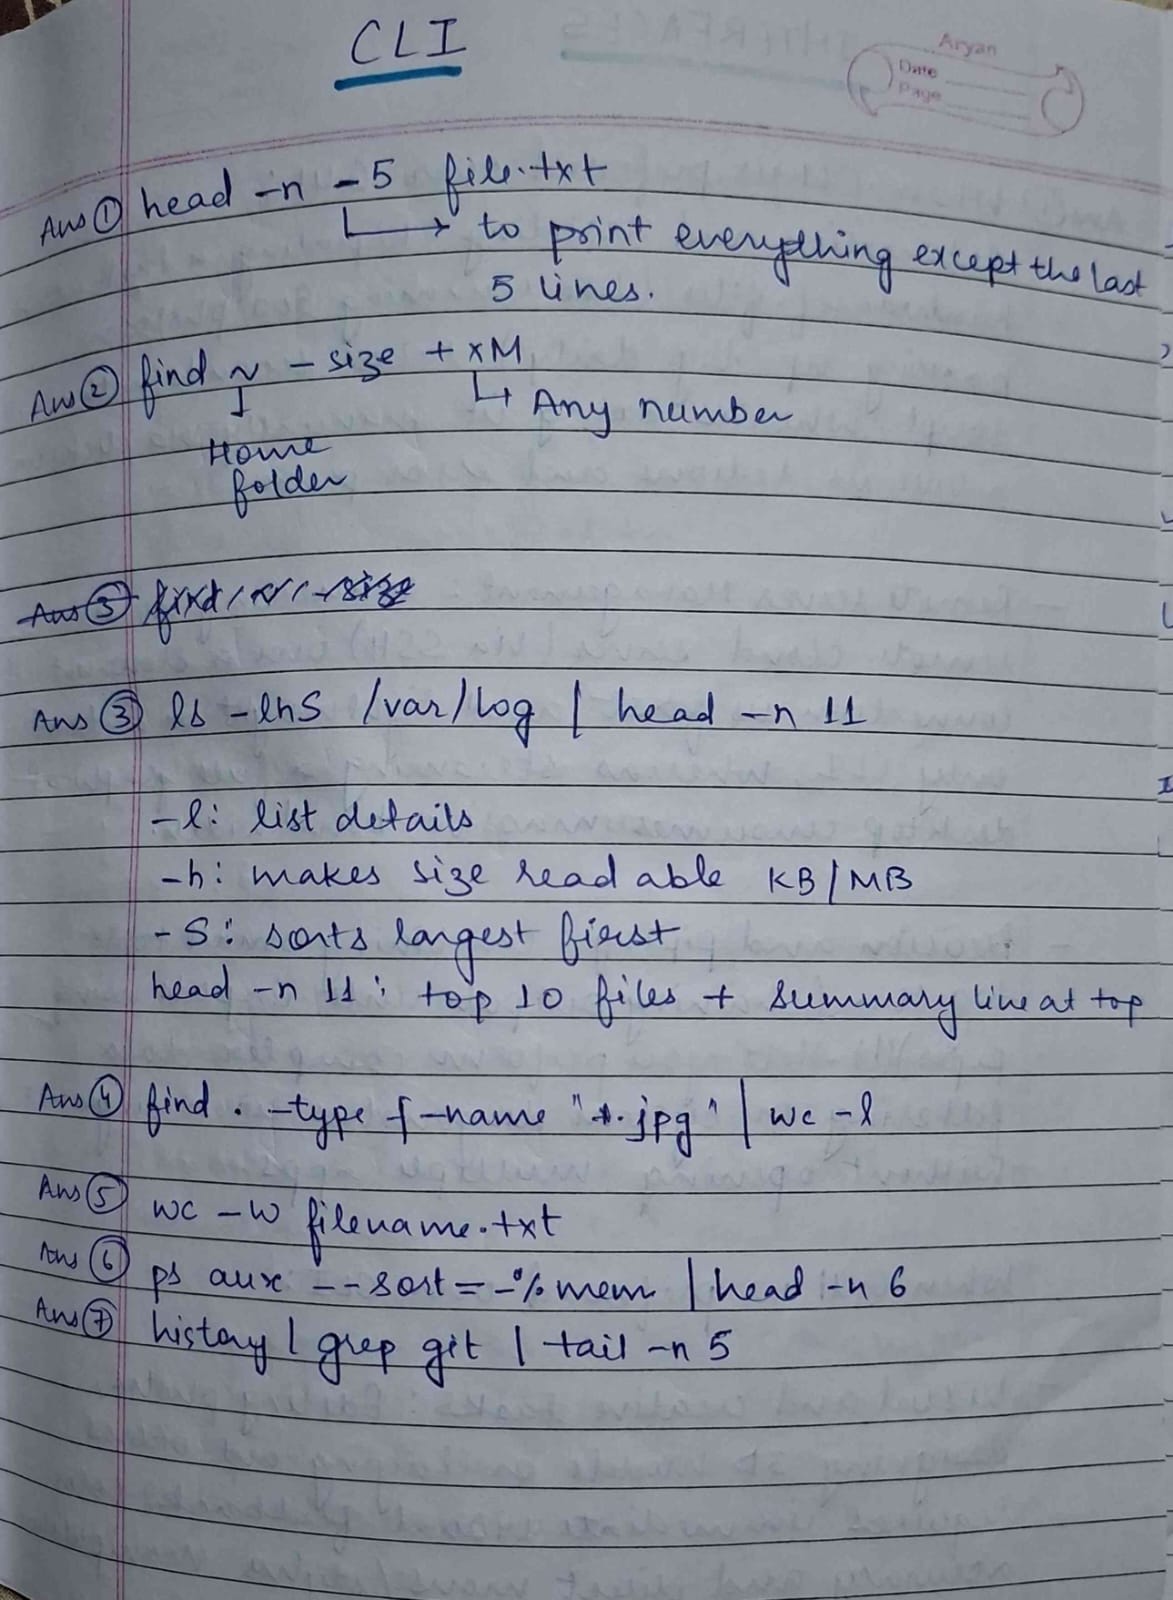 CLI
Aryan
Date
Page
Ans ① head -n -5 file.txt
↳ to print everything except the last
5 lines.
Ans ② find ~ -size + xM
↳ Any number
Home
folder
Ans ③ find ~ -size
Ans ③ ls -lhS /var/log | head -n 11
-l: list details
-h: makes size readable KB/MB
-S: sorts largest first
head -n 11: top 10 files + summary line at top
Ans ④ find . -type f -name "*.jpg" | wc -l
Ans ⑤ wc -w filename.txt
Ans ⑥ ps aux --sort=-%mem | head -n 6
Ans ⑦ history | grep git | tail -n 5